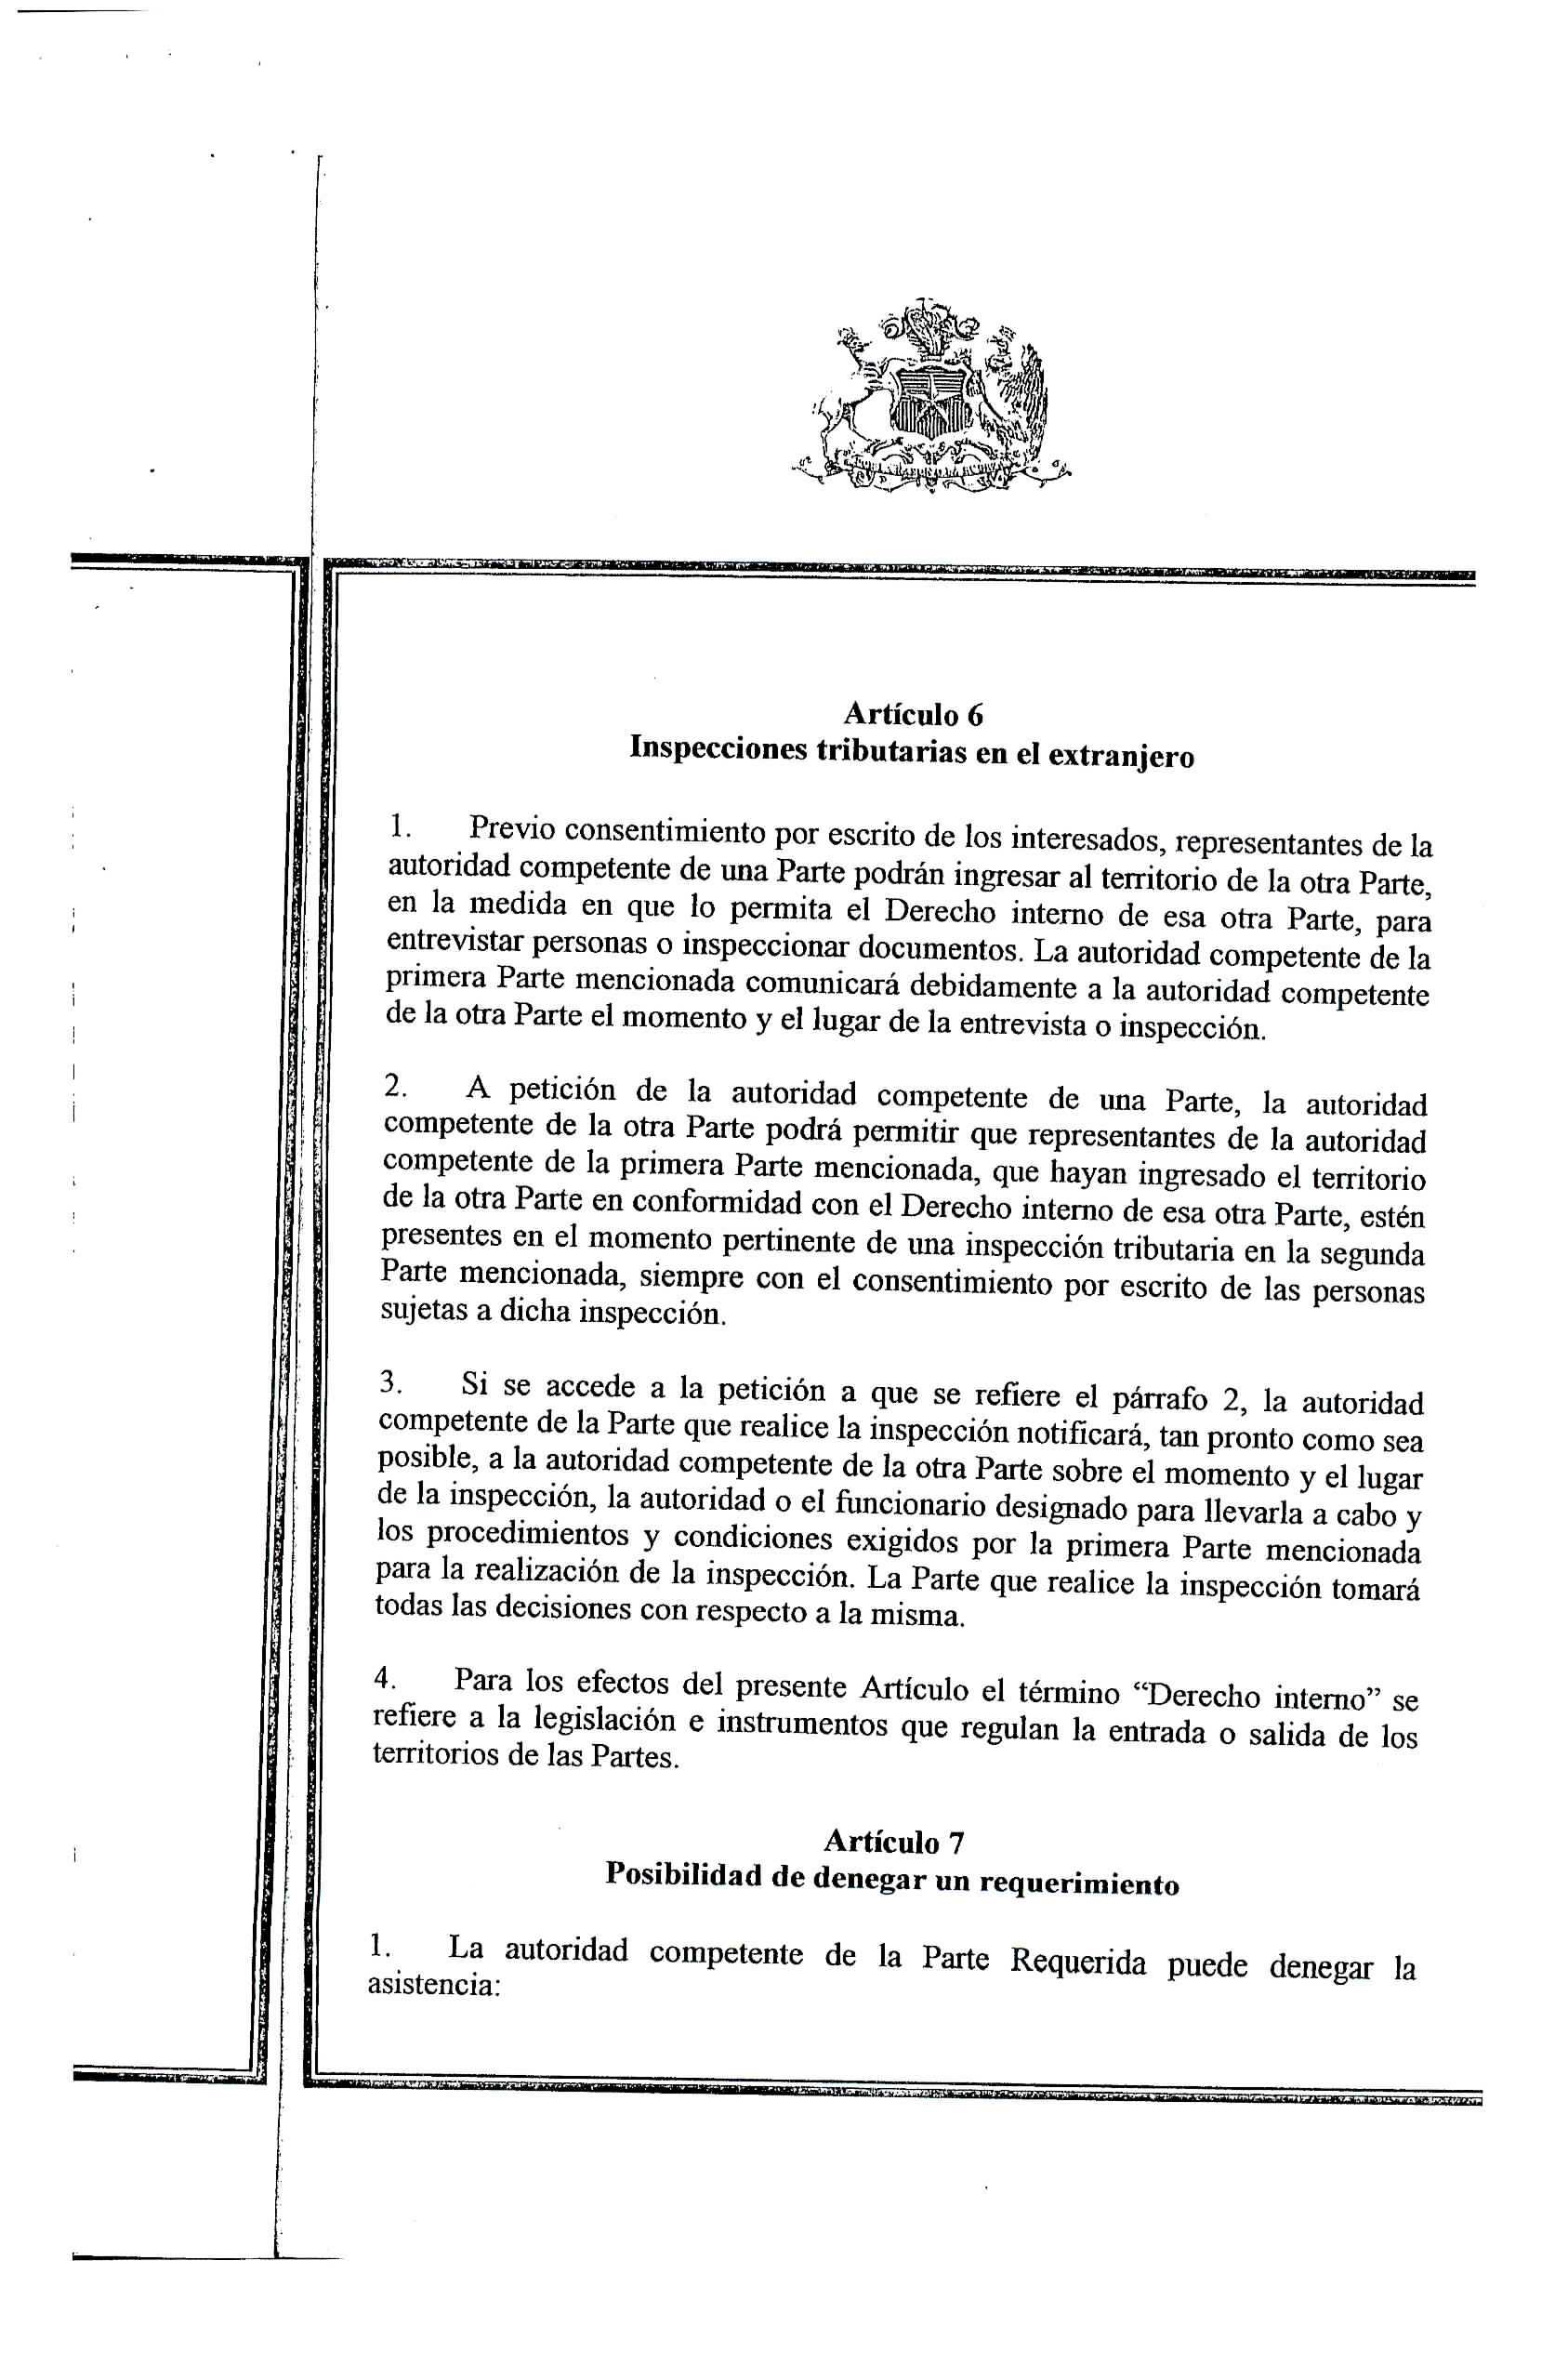 Artículo 6
Inspecciones tributarias en el extranjero
1. Previo consentimiento por escrito de los interesados, representantes de la
autoridad competente de una Parte podrán ingresar al territorio de la otra Parte,
en la medida en que lo permita el Derecho interno de esa otra Parte, para
entrevistar personas o inspeccionar documentos. La autoridad competente de la
primera Parte mencionada comunicará debidamente a la autoridad competente
de la otra Parte el momento y el lugar de la entrevista o inspección.
2. A petición de la autoridad competente de una Parte, la autoridad
competente de la otra Parte podrá permitir que representantes de la autoridad
competente de la primera Parte mencionada, que hayan ingresado el territorio
de la otra Parte en conformidad con el Derecho interno de esa otra Parte, estén
presentes en el momento pertinente de una inspección tributaria en la segunda
Parte mencionada, siempre con el consentimiento por escrito de las personas
sujetas a dicha inspección.
3. Si se accede a la petición a que se refiere el párrafo 2, la autoridad
competente de la Parte que realice la inspección notificará, tan pronto como sea
posible, a la autoridad competente de la otra Parte sobre el momento y el lugar
de la inspección, la autoridad o el funcionario designado para llevarla a cabo y
los procedimientos y condiciones exigidos por la primera Parte mencionada
para la realización de la inspección. La Parte que realice la inspección tomará
todas las decisiones con respecto a la misma.
4. Para los efectos del presente Artículo el término “Derecho interno” se
refiere a la legislación e instrumentos que regulan la entrada o salida de los
territorios de las Partes.
Artículo 7
Posibilidad de denegar un requerimiento
1. La autoridad competente de la Parte Requerida puede denegar la
asistencia: